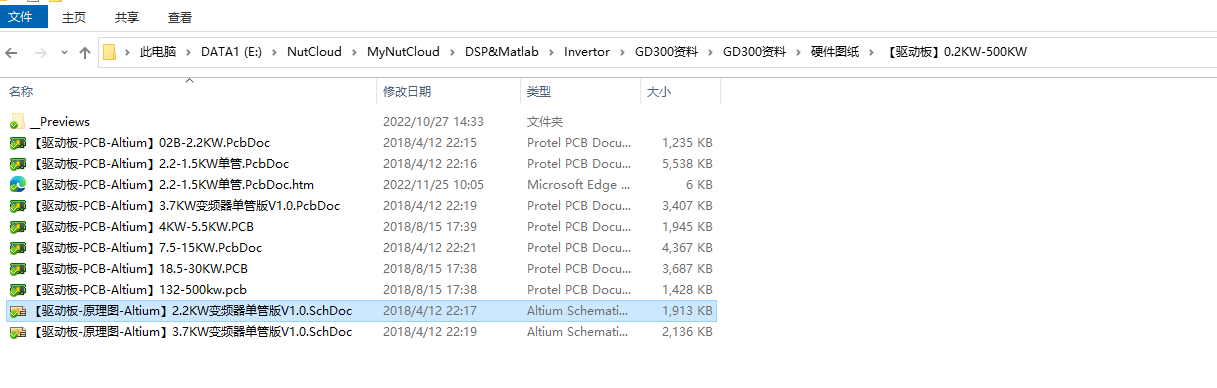 文件 主页 共享 查看
此电脑 > DATA1 (E:) > NutCloud > MyNutCloud > DSP&Matlab > Invertor > GD300资料 > GD300资料 > 硬件图纸 > 【驱动板】0.2KW-500KW
名称 修改日期 类型 大小
__Previews 2022/10/27 14:33 文件夹
【驱动板-PCB-Altium】02B-2.2KW.PcbDoc 2018/4/12 22:15 Protel PCB Docu... 1,235 KB
【驱动板-PCB-Altium】2.2-1.5KW单管.PcbDoc 2018/4/12 22:16 Protel PCB Docu... 5,538 KB
【驱动板-PCB-Altium】2.2-1.5KW单管.PcbDoc.htm 2022/11/25 10:05 Microsoft Edge ... 6 KB
【驱动板-PCB-Altium】3.7KW变频器单管版V1.0.PcbDoc 2018/4/12 22:19 Protel PCB Docu... 3,407 KB
【驱动板-PCB-Altium】4KW-5.5KW.PCB 2018/8/15 17:39 Protel PCB Docu... 1,945 KB
【驱动板-PCB-Altium】7.5-15KW.PcbDoc 2018/4/12 22:21 Protel PCB Docu... 4,367 KB
【驱动板-PCB-Altium】18.5-30KW.PCB 2018/8/15 17:38 Protel PCB Docu... 3,687 KB
【驱动板-PCB-Altium】132-500kw.pcb 2018/8/15 17:38 Protel PCB Docu... 1,428 KB
【驱动板-原理图-Altium】2.2KW变频器单管版V1.0.SchDoc 2018/4/12 22:17 Altium Schemati... 1,913 KB
【驱动板-原理图-Altium】3.7KW变频器单管版V1.0.SchDoc 2018/4/12 22:19 Altium Schemati... 2,136 KB